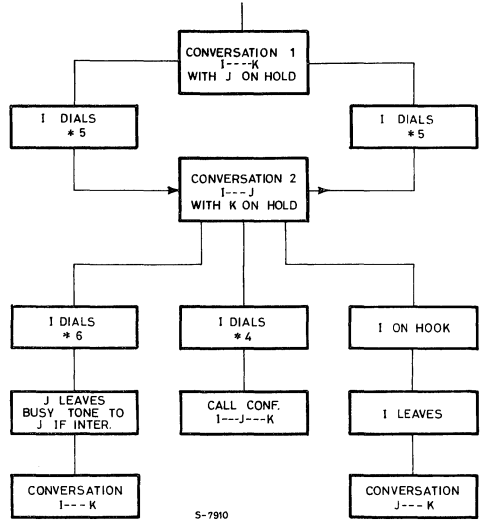 CONVERSATION 1
I----K
WITH J ON HOLD
I DIALS
*5
I DIALS
*5
CONVERSATION 2
I---J
WITH K ON HOLD
I DIALS
*6
I DIALS
*4
I ON HOOK
J LEAVES
BUSY TONE TO
J IF INTER.
CALL CONF.
I---J---K
I LEAVES
CONVERSATION
I---K
CONVERSATION
J---K
S-7910